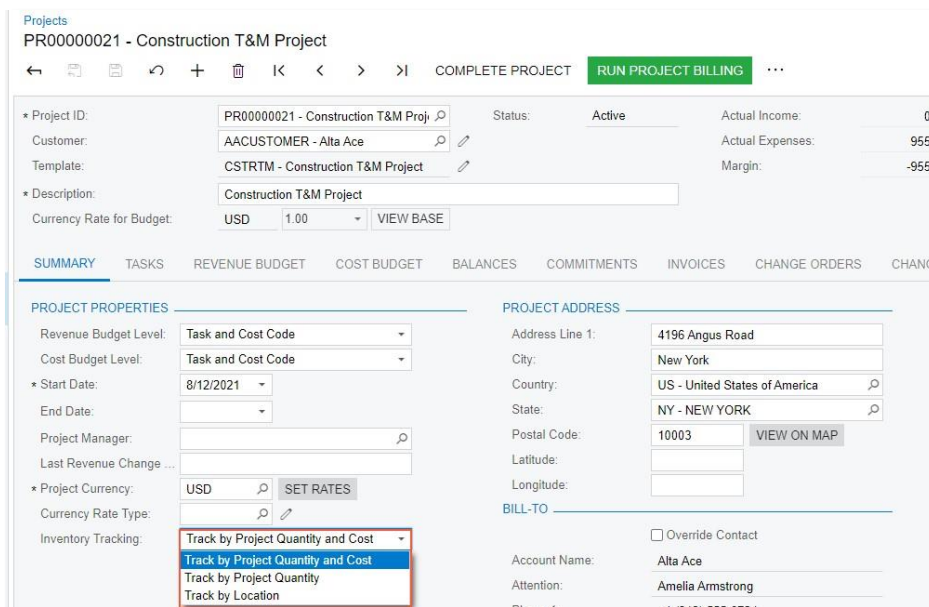 Projects
PR00000021 - Construction T&M Project
COMPLETE PROJECT RUN PROJECT BILLING ...
* Project ID: PR00000021 - Construction T&M Proj Status: Active Actual Income: 0
Customer: AACUSTOMER - Alta Ace Actual Expenses: 955
Template: CSTRTM - Construction T&M Project Margin: -955
* Description: Construction T&M Project
Currency Rate for Budget: USD 1.00 VIEW BASE
SUMMARY TASKS REVENUE BUDGET COST BUDGET BALANCES COMMITMENTS INVOICES CHANGE ORDERS CHANG
PROJECT PROPERTIES PROJECT ADDRESS
Revenue Budget Level: Task and Cost Code Address Line 1: 4196 Angus Road
Cost Budget Level: Task and Cost Code City: New York
* Start Date: 8/12/2021 Country: US - United States of America
End Date: State: NY - NEW YORK
Project Manager: Postal Code: 10003 VIEW ON MAP
Last Revenue Change ... Latitude:
* Project Currency: USD SET RATES Longitude:
Currency Rate Type: BILL-TO
Inventory Tracking: Track by Project Quantity and Cost Override Contact
Track by Project Quantity and Cost Account Name: Alta Ace
Track by Project Quantity Attention: Amelia Armstrong
Track by Location